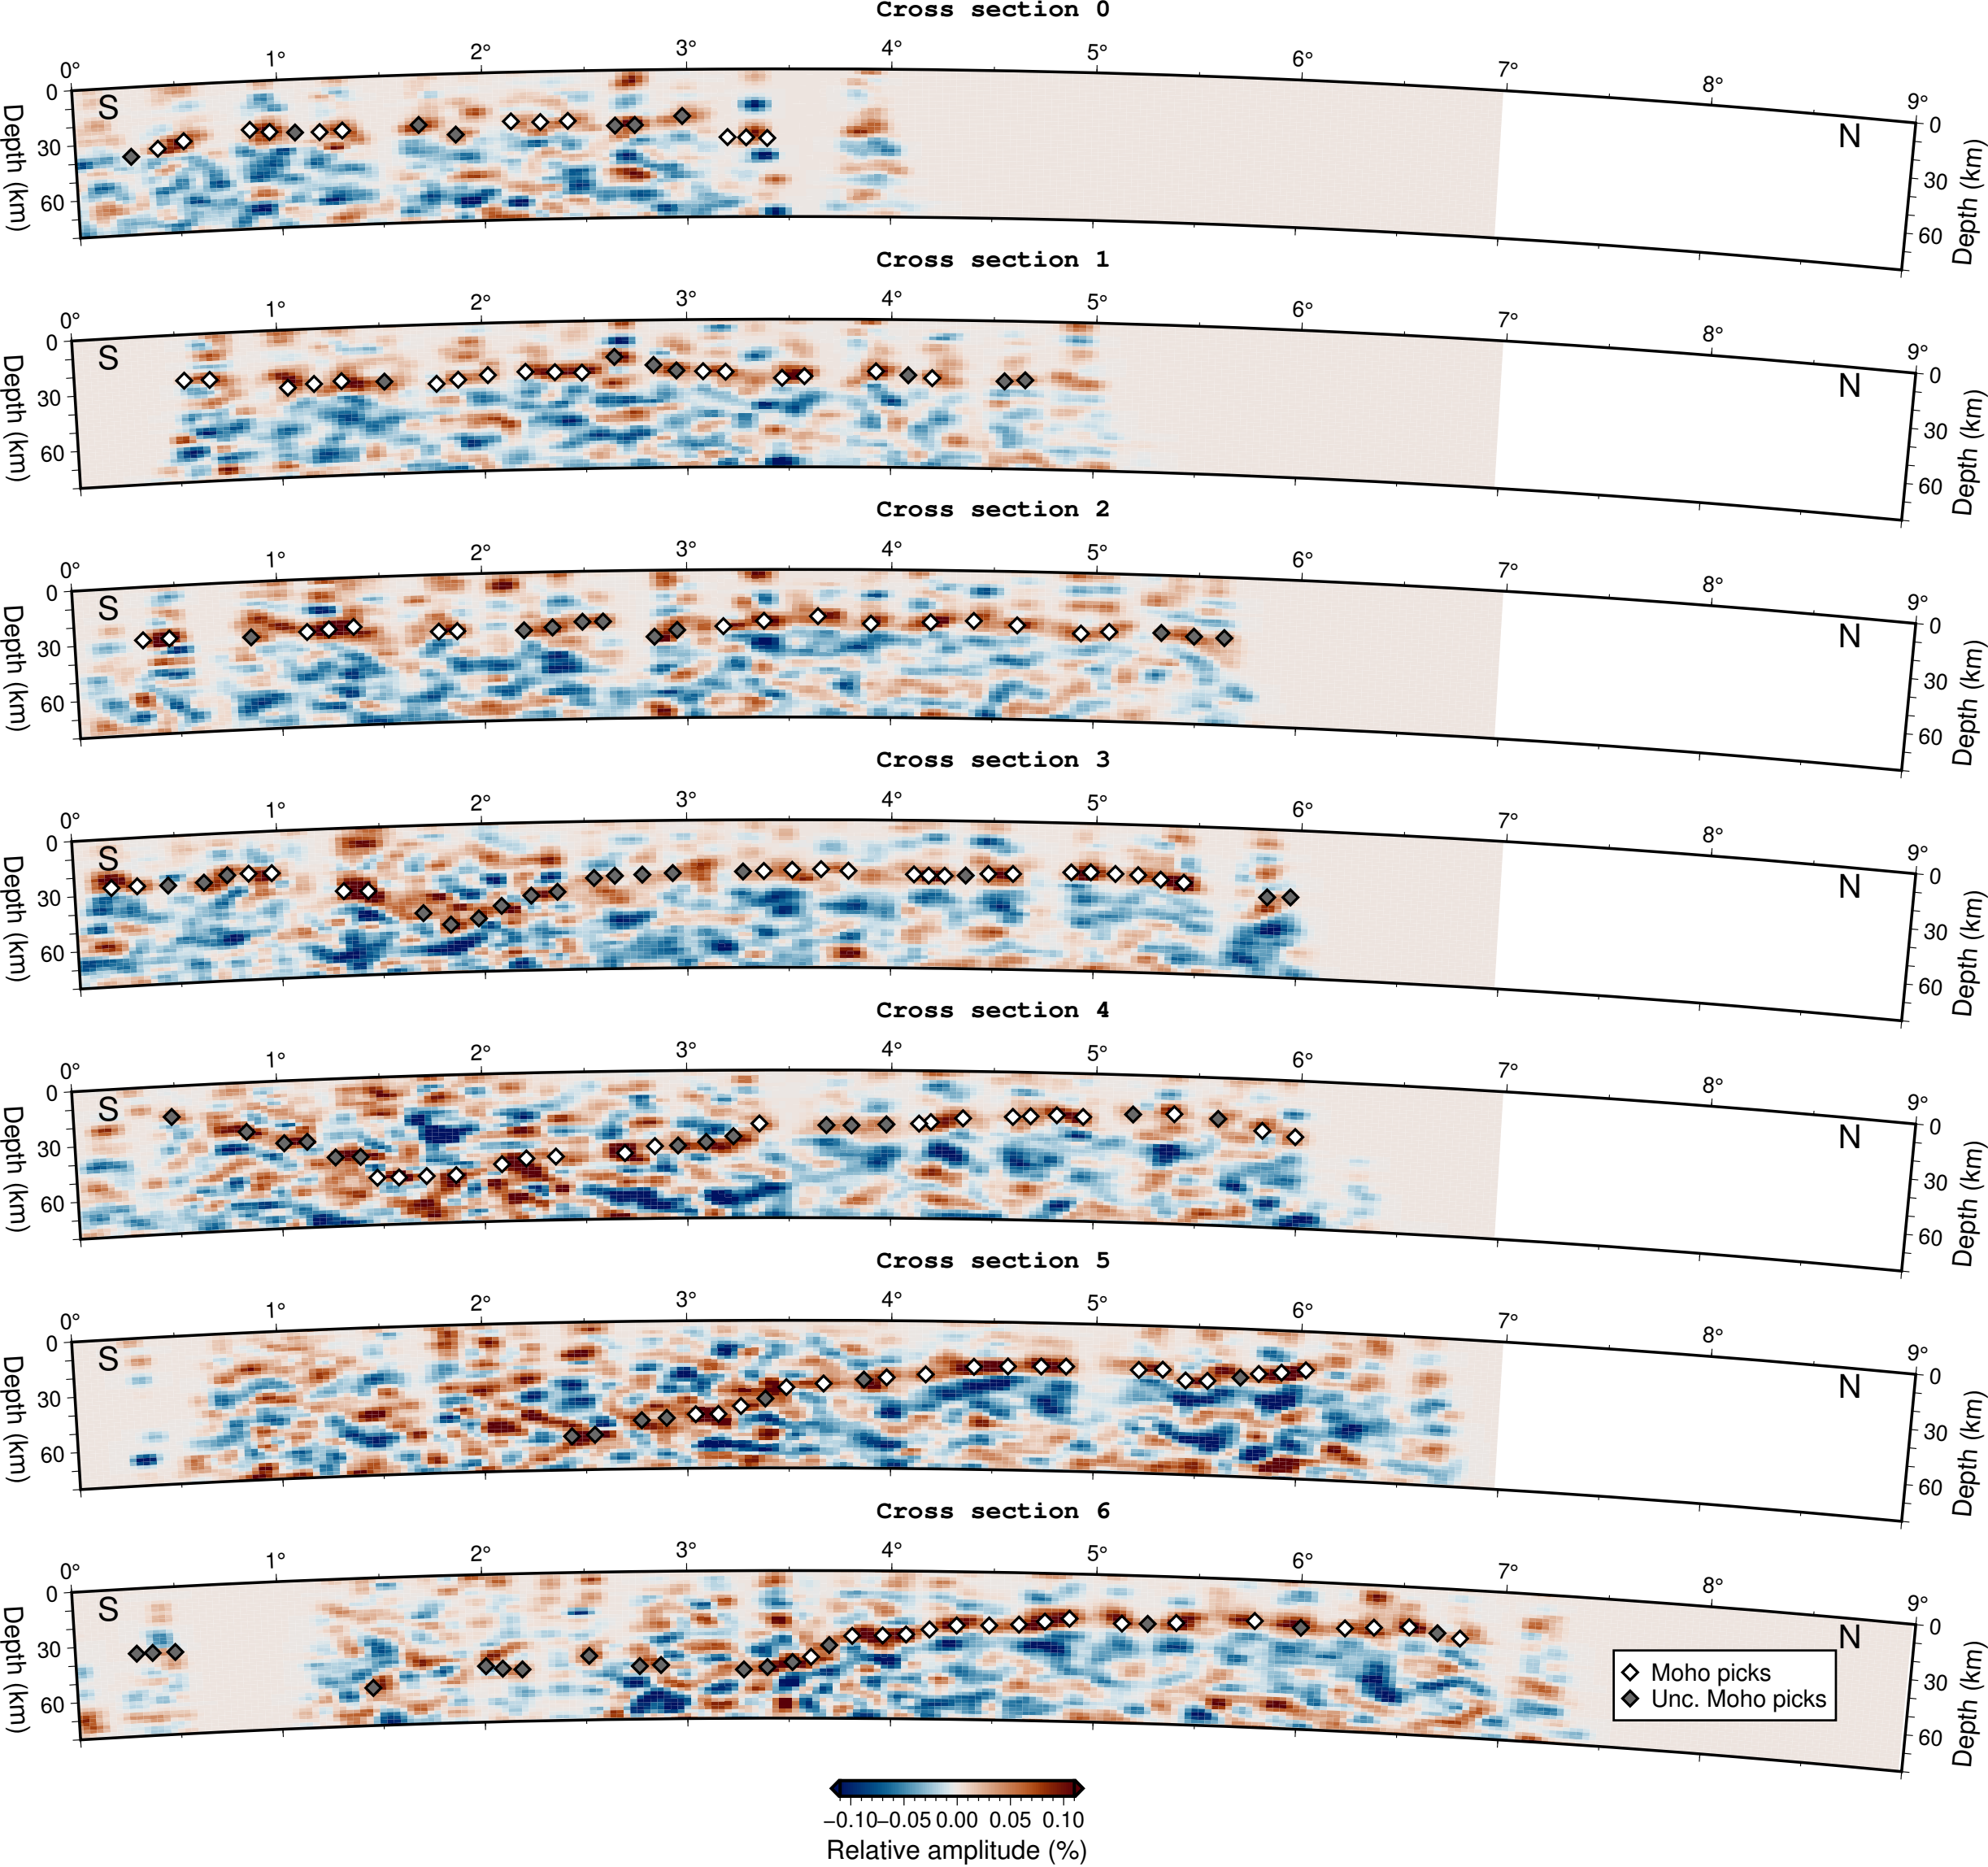 Cross section 0
0° 1° 2° 3° 4° 5° 6° 7° 8° 9°
S N
0 30 60 Depth (km)
0 30 60 Depth (km)
Cross section 1
0° 1° 2° 3° 4° 5° 6° 7° 8° 9°
S N
0 30 60 Depth (km)
0 30 60 Depth (km)
Cross section 2
0° 1° 2° 3° 4° 5° 6° 7° 8° 9°
S N
0 30 60 Depth (km)
0 30 60 Depth (km)
Cross section 3
0° 1° 2° 3° 4° 5° 6° 7° 8° 9°
S N
0 30 60 Depth (km)
0 30 60 Depth (km)
Cross section 4
0° 1° 2° 3° 4° 5° 6° 7° 8° 9°
S N
0 30 60 Depth (km)
0 30 60 Depth (km)
Cross section 5
0° 1° 2° 3° 4° 5° 6° 7° 8° 9°
S N
0 30 60 Depth (km)
0 30 60 Depth (km)
Cross section 6
0° 1° 2° 3° 4° 5° 6° 7° 8° 9°
S N
0 30 60 Depth (km)
0 30 60 Depth (km)
Moho picks
Unc. Moho picks
−0.10 −0.05 0.00 0.05 0.10
Relative amplitude (%)